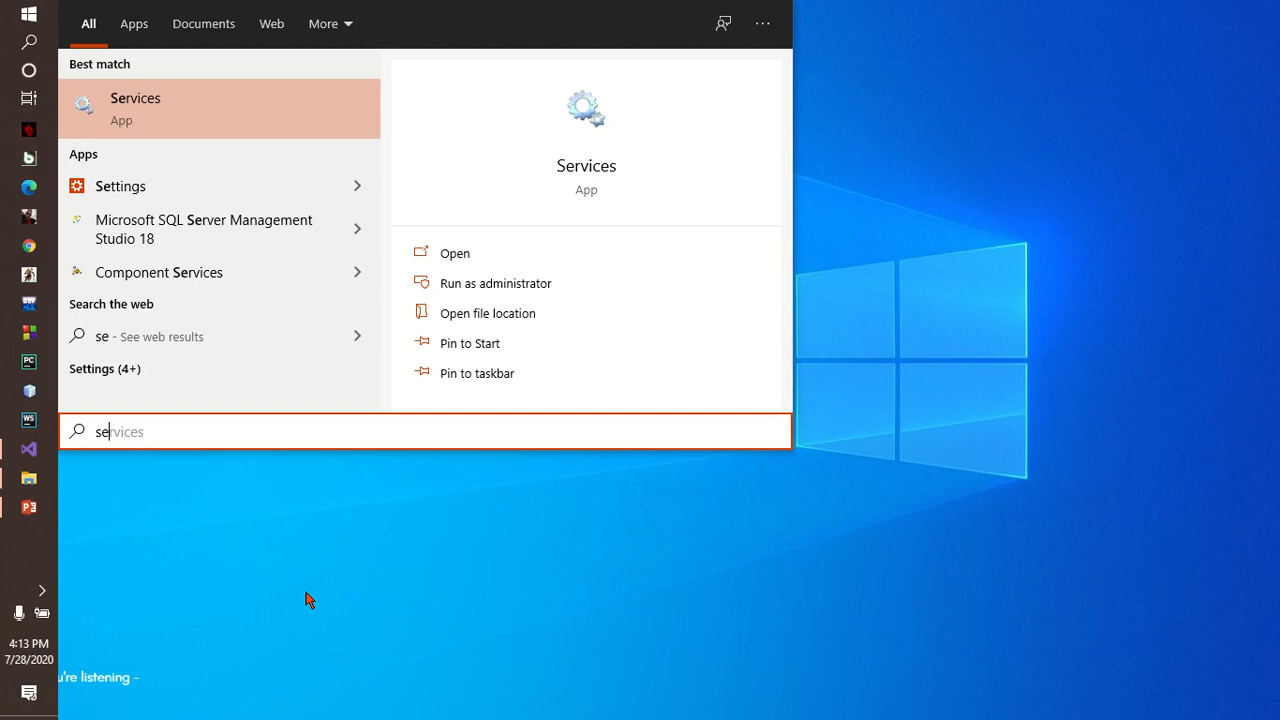 All
Apps
Documents
Web
More
Best match
Services
App
Apps
Settings
Microsoft SQL Server Management
Studio 18
Component Services
Search the web
se - See web results
Settings (4+)
Services
App
Open
Run as administrator
Open file location
Pin to Start
Pin to taskbar
services
PC
WS
P
4:13 PM
7/28/2020
u're listening -